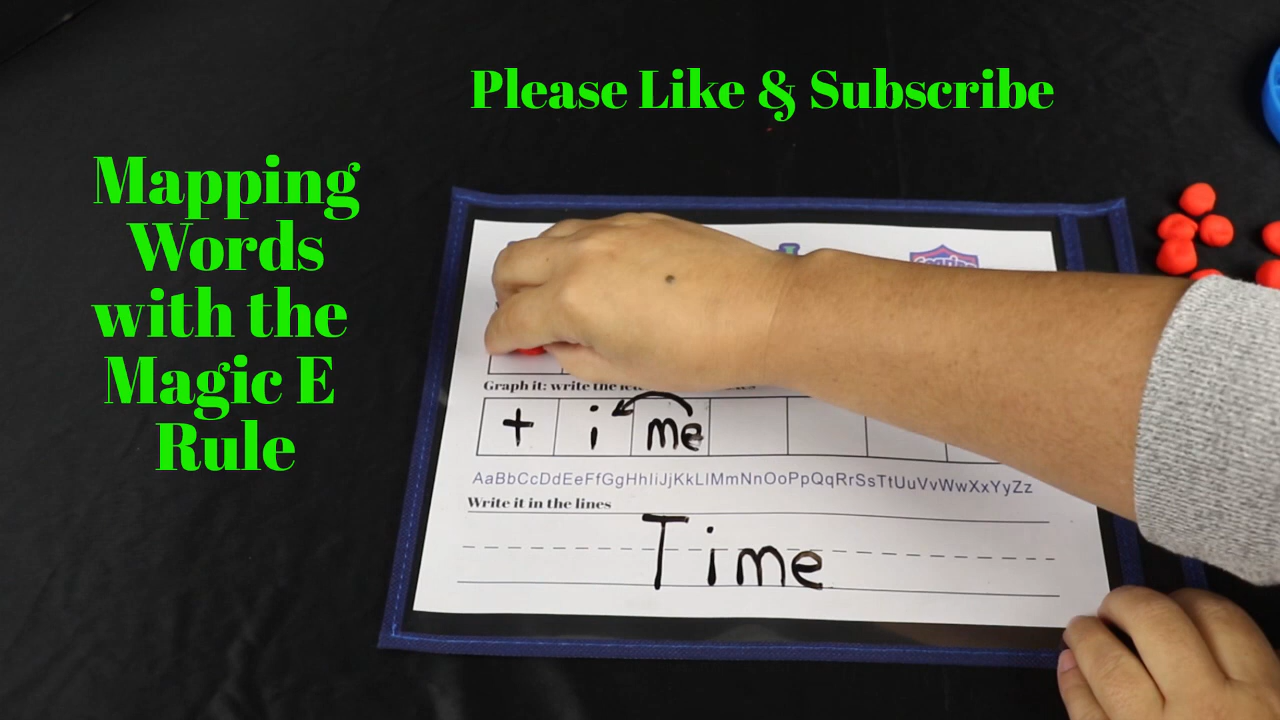 Please Like & Subscribe
Mapping
Words
with the
Magic E
Rule
Graph it: write the
t i me
AaBbCcDdEeFfGgHhIiJjKkLlMmNnOoPpQqRrSsTtUuVvWwXxYyZz
Write it in the lines
Time